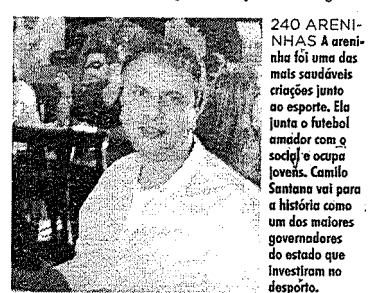 240 ARENI-
NHAS A areni-
nha foi uma das
mais saudáveis
criações junto
ao esporte. Ela
junta o futebol
amador com o
social e ocupa
jovens. Camilo
Santana vai para
a história como
um dos maiores
governadores
do estado que
investiram no
desporto.